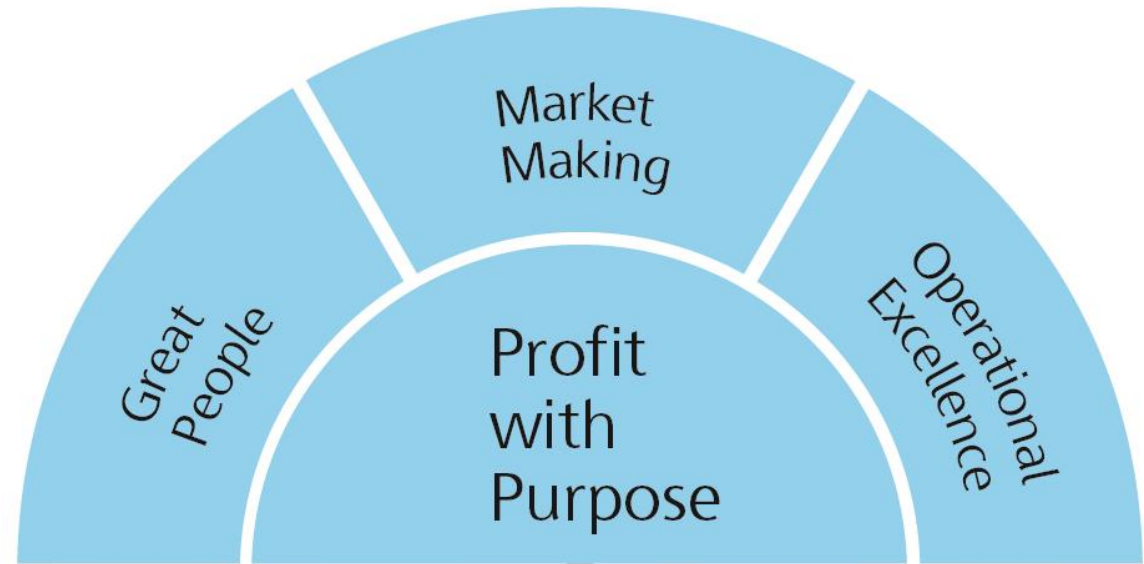 Great
People
Market
Making
Operational
Excellence
Profit
with
Purpose